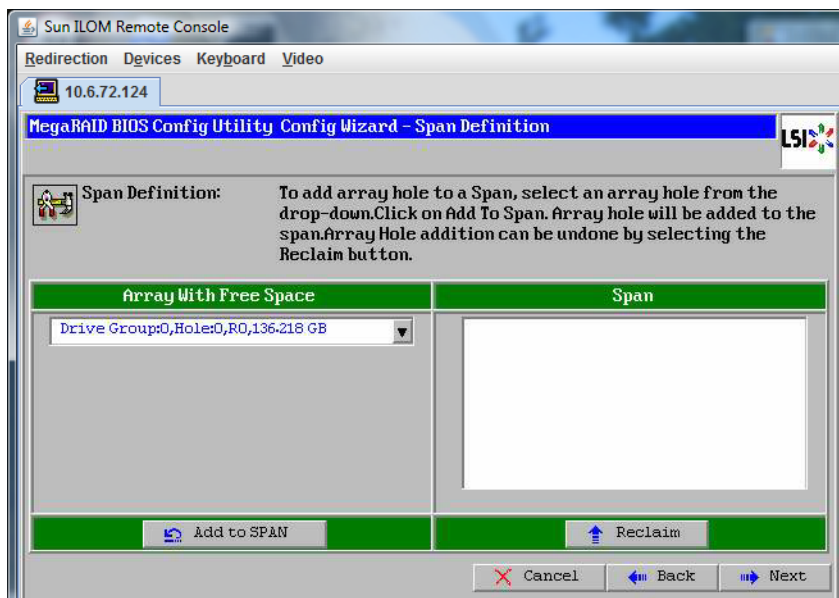 Sun ILOM Remote Console
Redirection Devices Keyboard Video
10.6.72.124
MegaRAID BIOS Config Utility Config Wizard - Span Definition
LSI
Span Definition:
To add array hole to a Span, select an array hole from the
drop-down.Click on Add To Span. Array hole will be added to the
span.Array Hole addition can be undone by selecting the
Reclaim button.
Array With Free Space
Span
Drive Group:0,Hole:0,R0,136.218 GB
Add to SPAN
Reclaim
Cancel
Back
Next